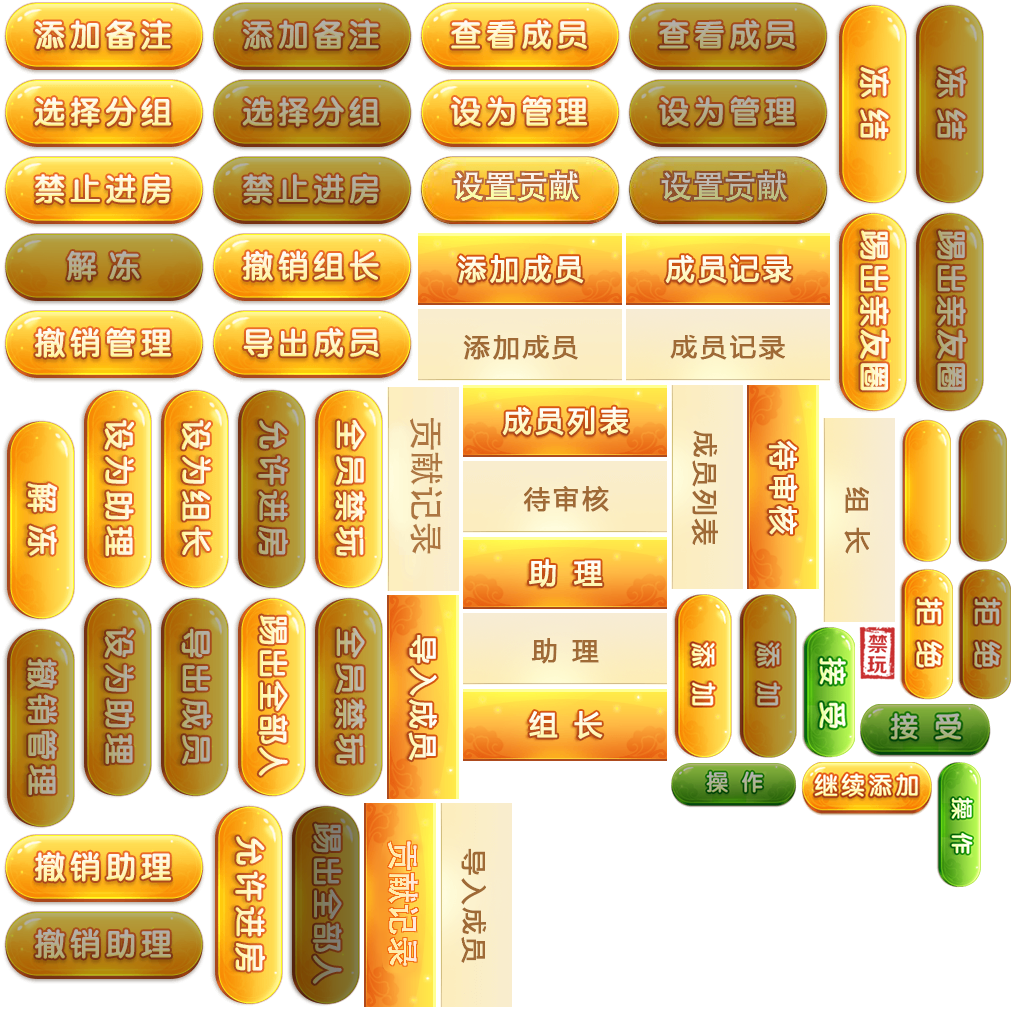 添加备注
添加备注
查看成员
查看成员
冻结
冻结
选择分组
选择分组
设为管理
设为管理
禁止进房
禁止进房
设置贡献
设置贡献
解冻
撤销组长
添加成员
成员记录
踢出亲友圈
踢出亲友圈
撤销管理
导出成员
添加成员
成员记录
解冻
设为助理
设为组长
允许进房
全员禁玩
贡献记录
成员列表
待审核
助理
助理
组长
成员列表
待审核
组长
撤销管理
设为助理
导出成员
踢出全部人
全员禁玩
导入成员
添加
添加
接受
禁玩
拒绝
拒绝
接受
操作
继续添加
操作
撤销助理
撤销助理
允许进房
踢出全部人
贡献记录
导入成员